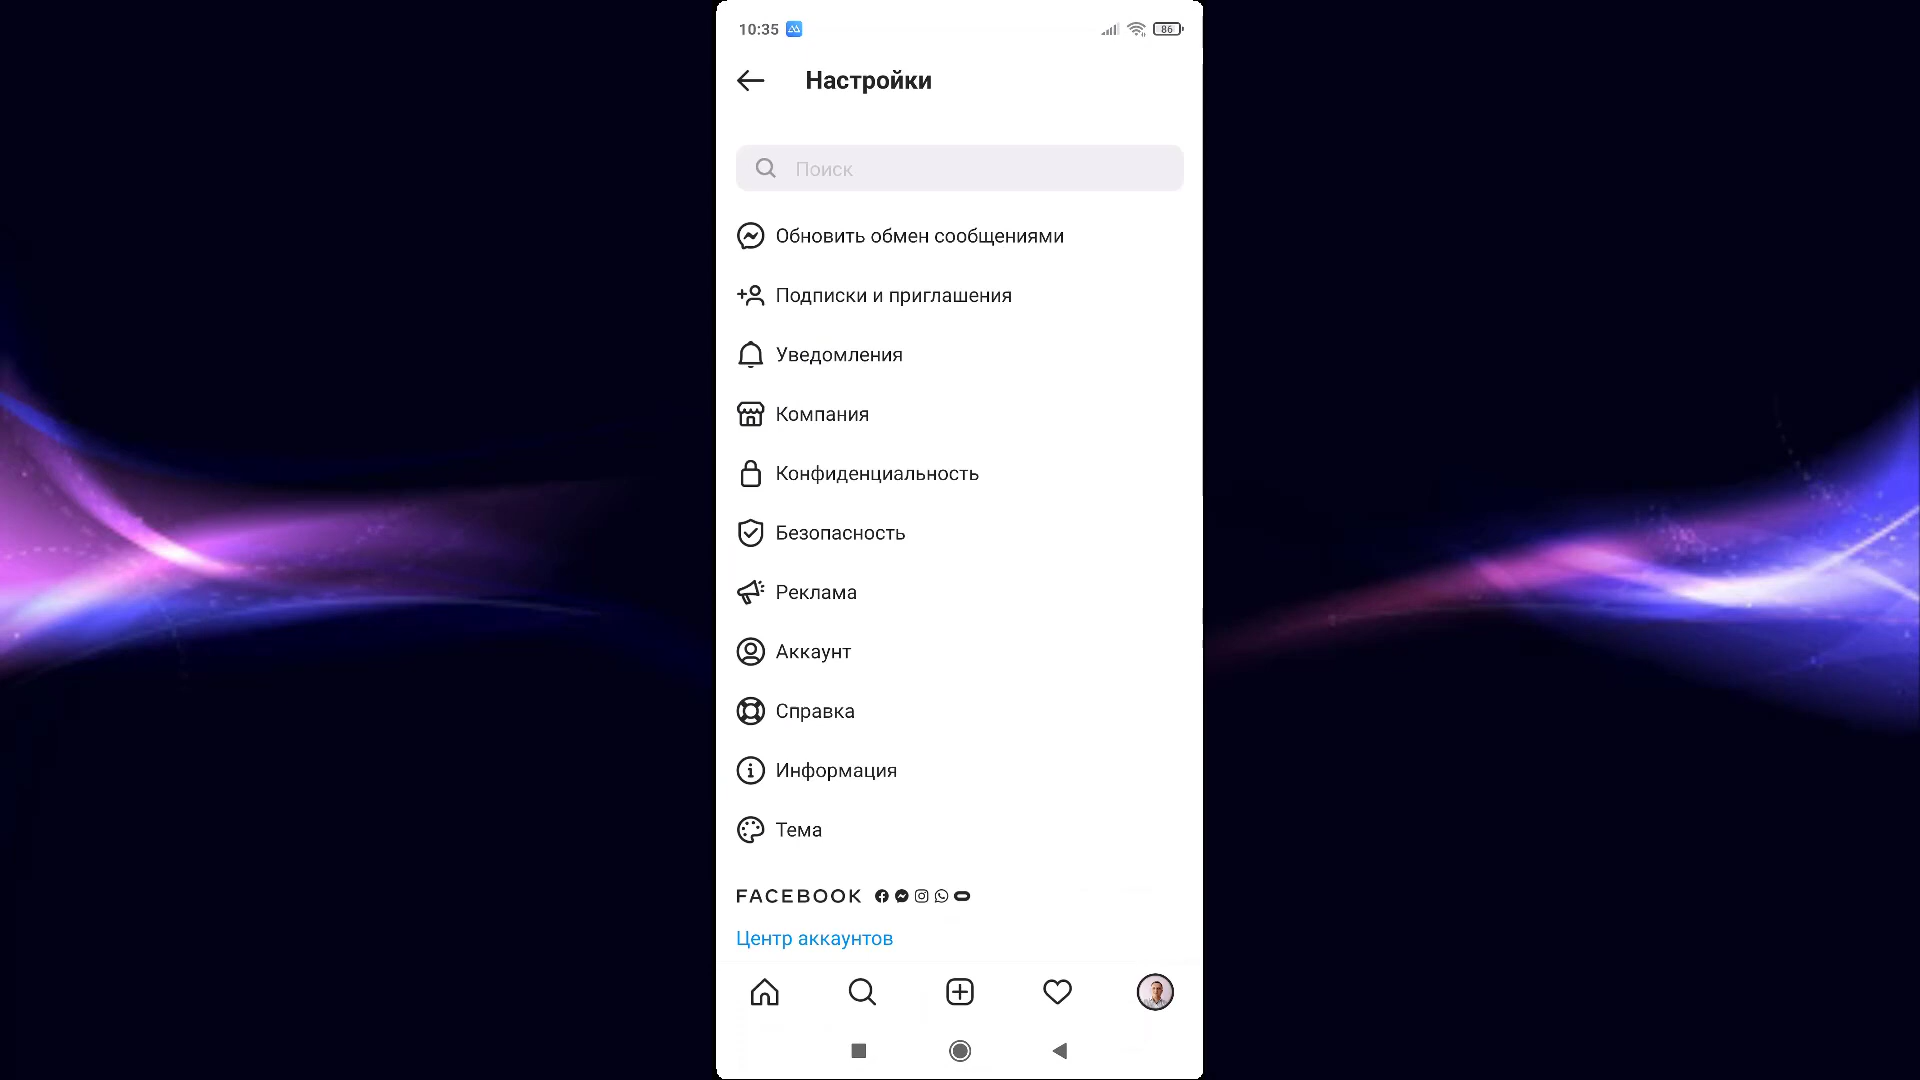 10:35 86
Настройки
Поиск
Обновить обмен сообщениями
Подписки и приглашения
Уведомления
Компания
Конфиденциальность
Безопасность
Реклама
Аккаунт
Справка
Информация
Тема
FACEBOOK
Центр аккаунтов